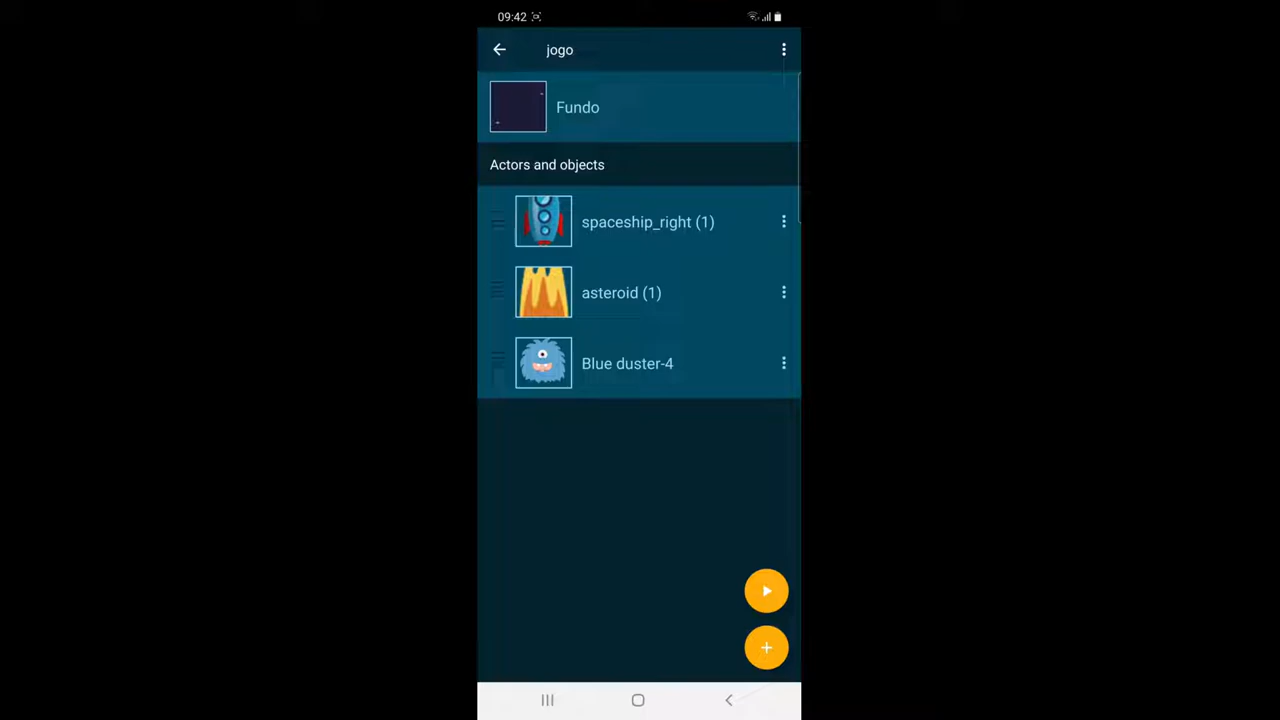 09:42
jogo
Fundo
Actors and objects
spaceship_right (1)
asteroid (1)
Blue duster-4